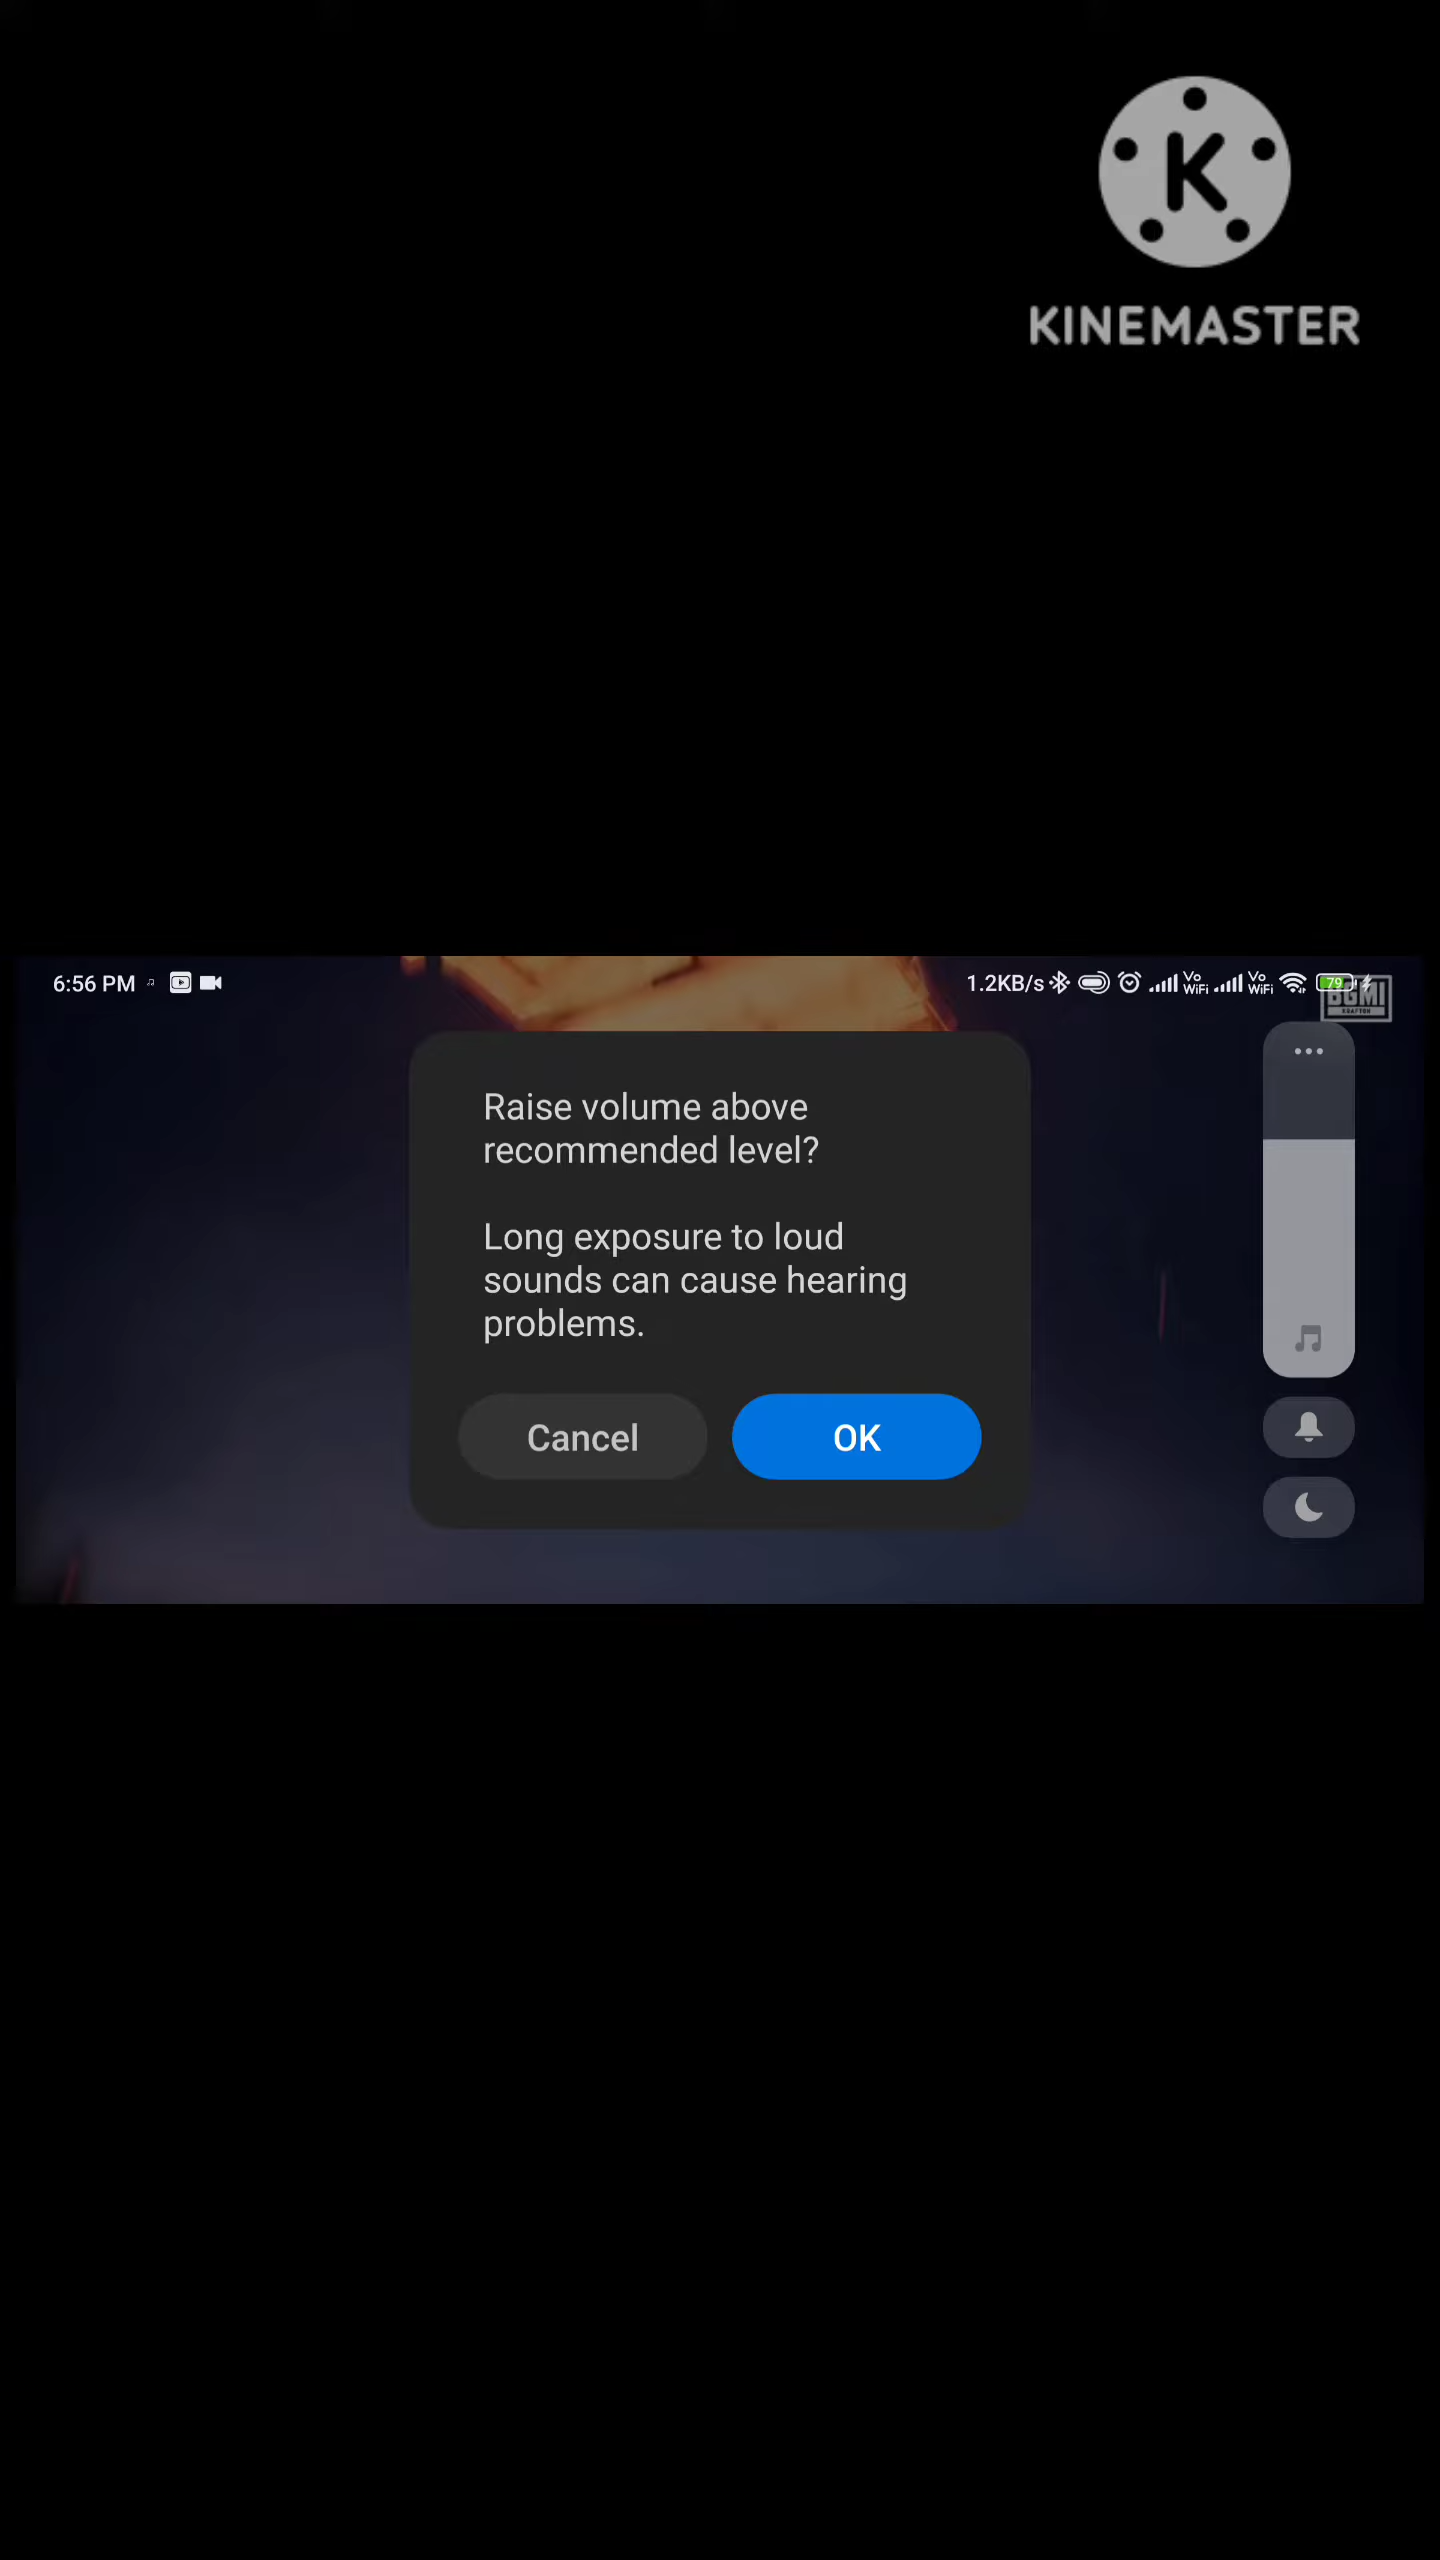 KINEMASTER
6:56 PM
1.2KB/s
Vo
WiFi
Vo
WiFi
79
BGMI
KRAFTON
Raise volume above
recommended level?
Long exposure to loud
sounds can cause hearing
problems.
Cancel
OK